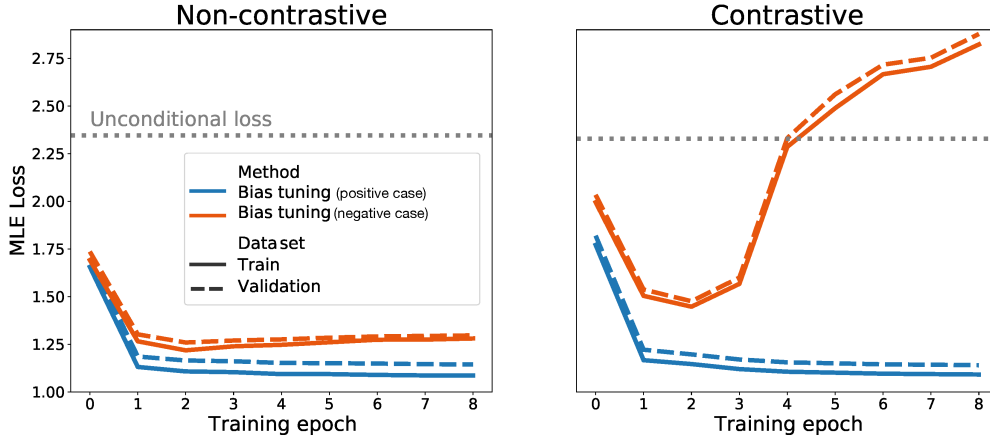 Non-contrastive
Contrastive
MLE Loss
2.75
2.50
2.25
2.00
1.75
1.50
1.25
1.00
Unconditional loss
Method
Bias tuning (positive case)
Bias tuning (negative case)
Dataset
Train
Validation
0 1 2 3 4 5 6 7 8
Training epoch
0 1 2 3 4 5 6 7 8
Training epoch